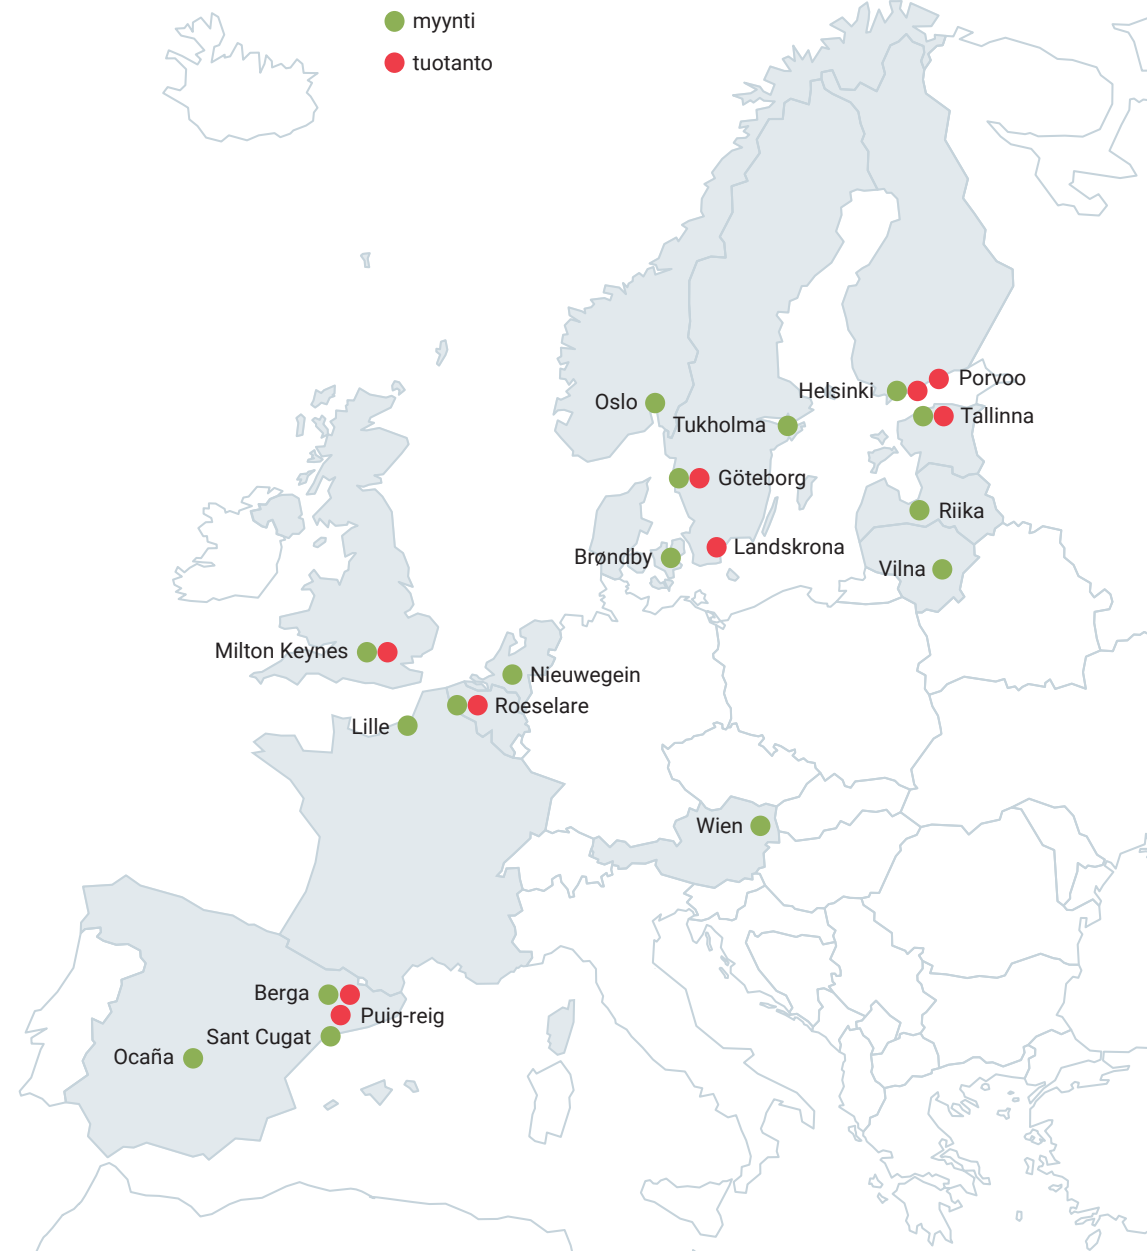 myynti
tuotanto
Helsinki
Porvoo
Oslo
Tallinna
Tukholma
Göteborg
Riika
Landskrona
Brøndby
Vilna
Milton Keynes
Nieuwegein
Roeselare
Lille
Wien
Berga
Puig-reig
Sant Cugat
Ocaña